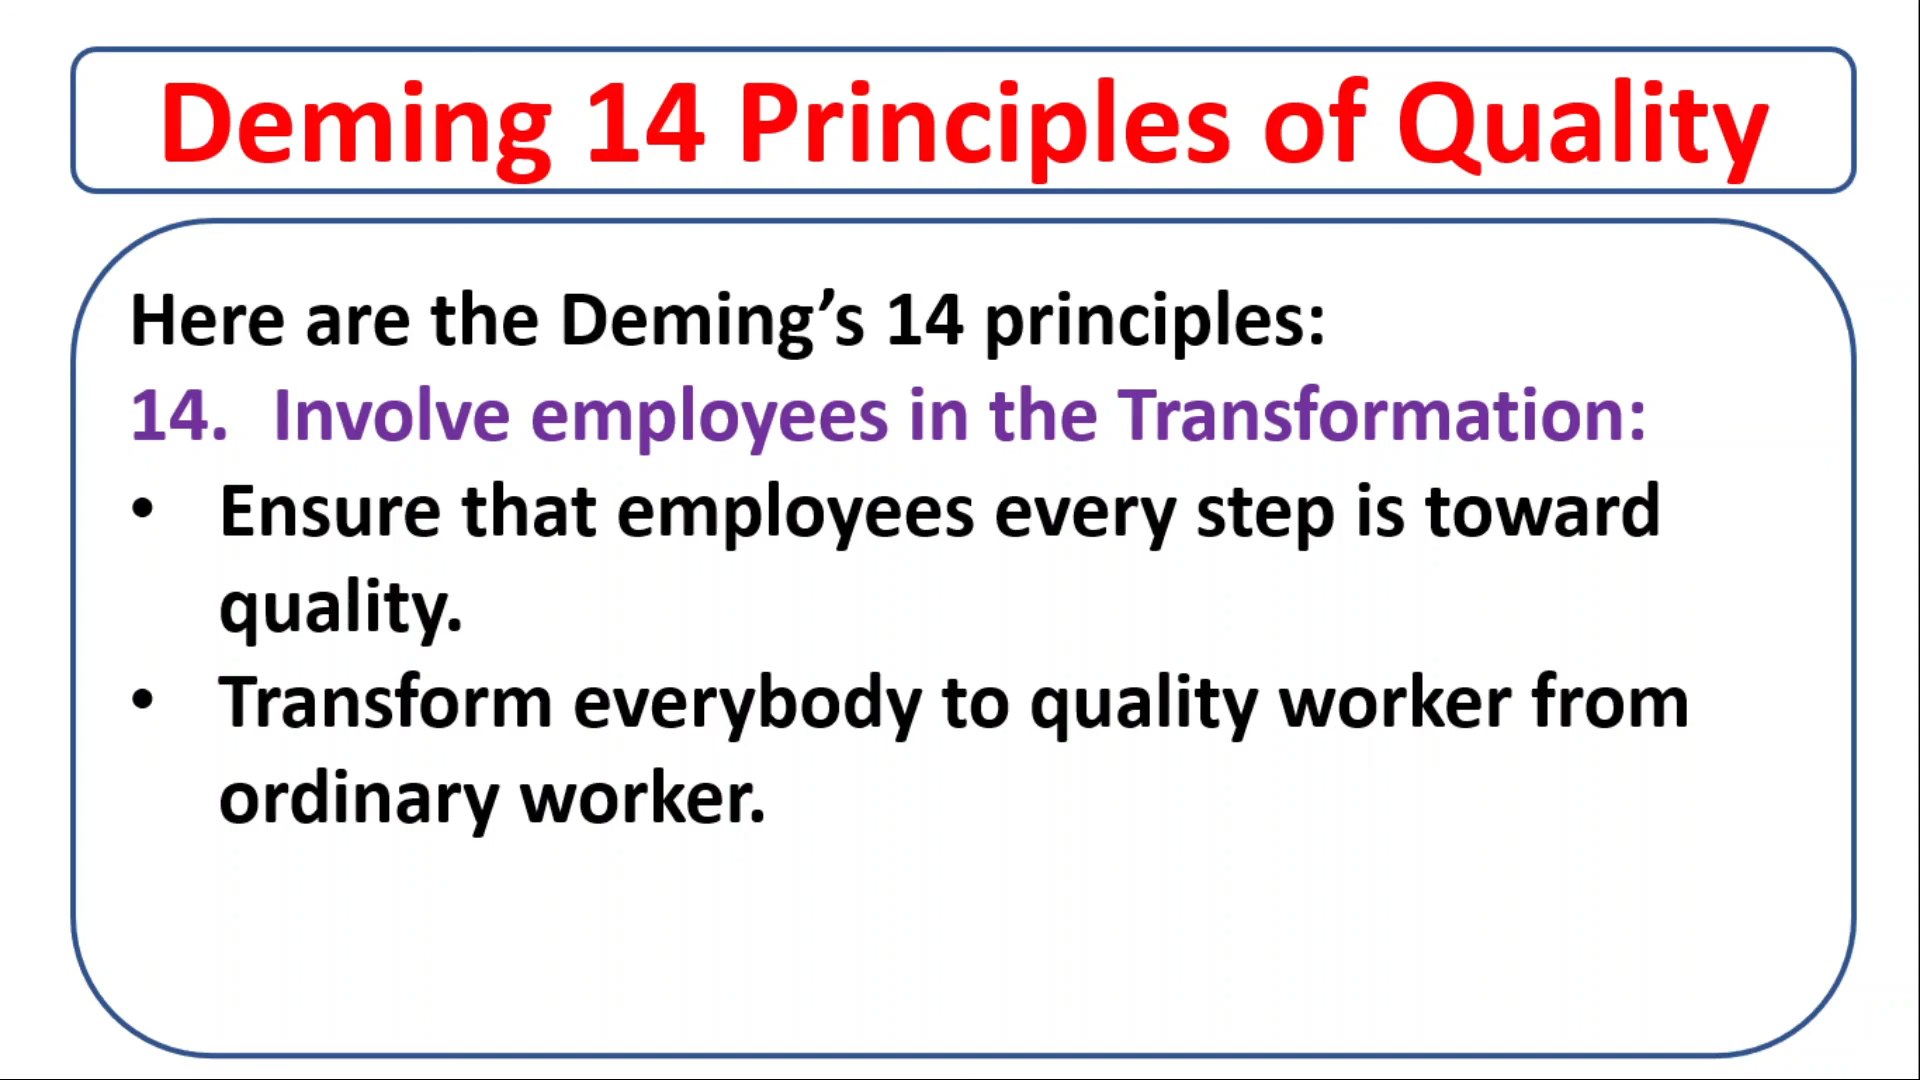 Deming 14 Principles of Quality
Here are the Deming’s 14 principles:
14. Involve employees in the Transformation:
• Ensure that employees every step is toward
quality.
• Transform everybody to quality worker from
ordinary worker.